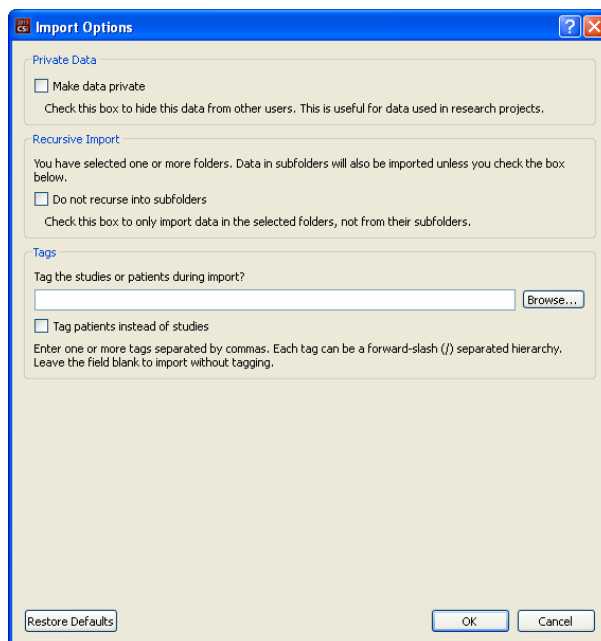 2013
CSi Import Options
Private Data
Make data private
Check this box to hide this data from other users. This is useful for data used in research projects.
Recursive Import
You have selected one or more folders. Data in subfolders will also be imported unless you check the box
below.
Do not recurse into subfolders
Check this box to only import data in the selected folders, not from their subfolders.
Tags
Tag the studies or patients during import?
Browse...
Tag patients instead of studies
Enter one or more tags separated by commas. Each tag can be a forward-slash (/) separated hierarchy.
Leave the field blank to import without tagging.
Restore Defaults OK Cancel